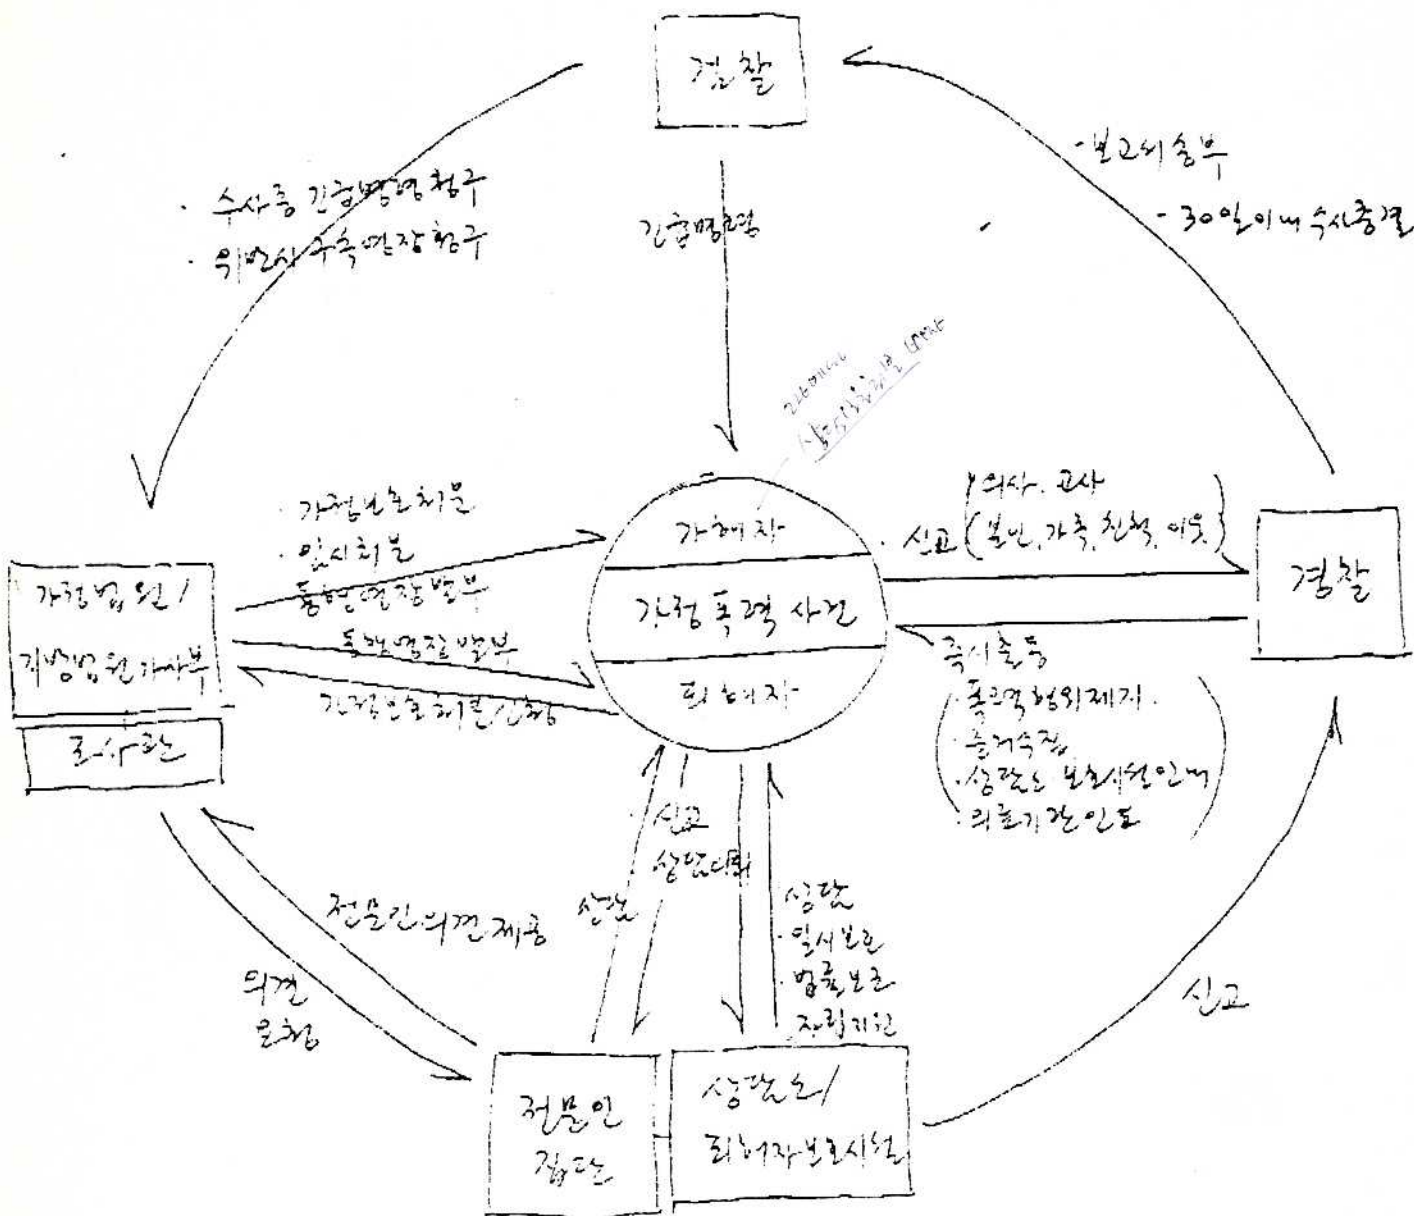 검찰
· 보고서송부
· 30일이내 수사종결
· 수사중 긴급명령청구
· 위반시 구속영장청구
긴급명령
· 가정보호처분
· 임시처분
동행영장발부
동행영장발부
가정보호처분신청
가정법원/
지방법원가사부
조사관
가해자
가정폭력 사건
피해자
의사. 교사
· 신고 (본인, 가족, 친척, 이웃)
경찰
즉시출동
· 폭력행위제지.
· 증거수집
· 상담소 보호시설안내
· 의료기관인도
· 신고
상담의뢰
상담
상담
· 일시보호
· 법률보조
자립지원
전문간의견제공
의견
요청
신고
전문인
집단
상담소/
피해자보호시설